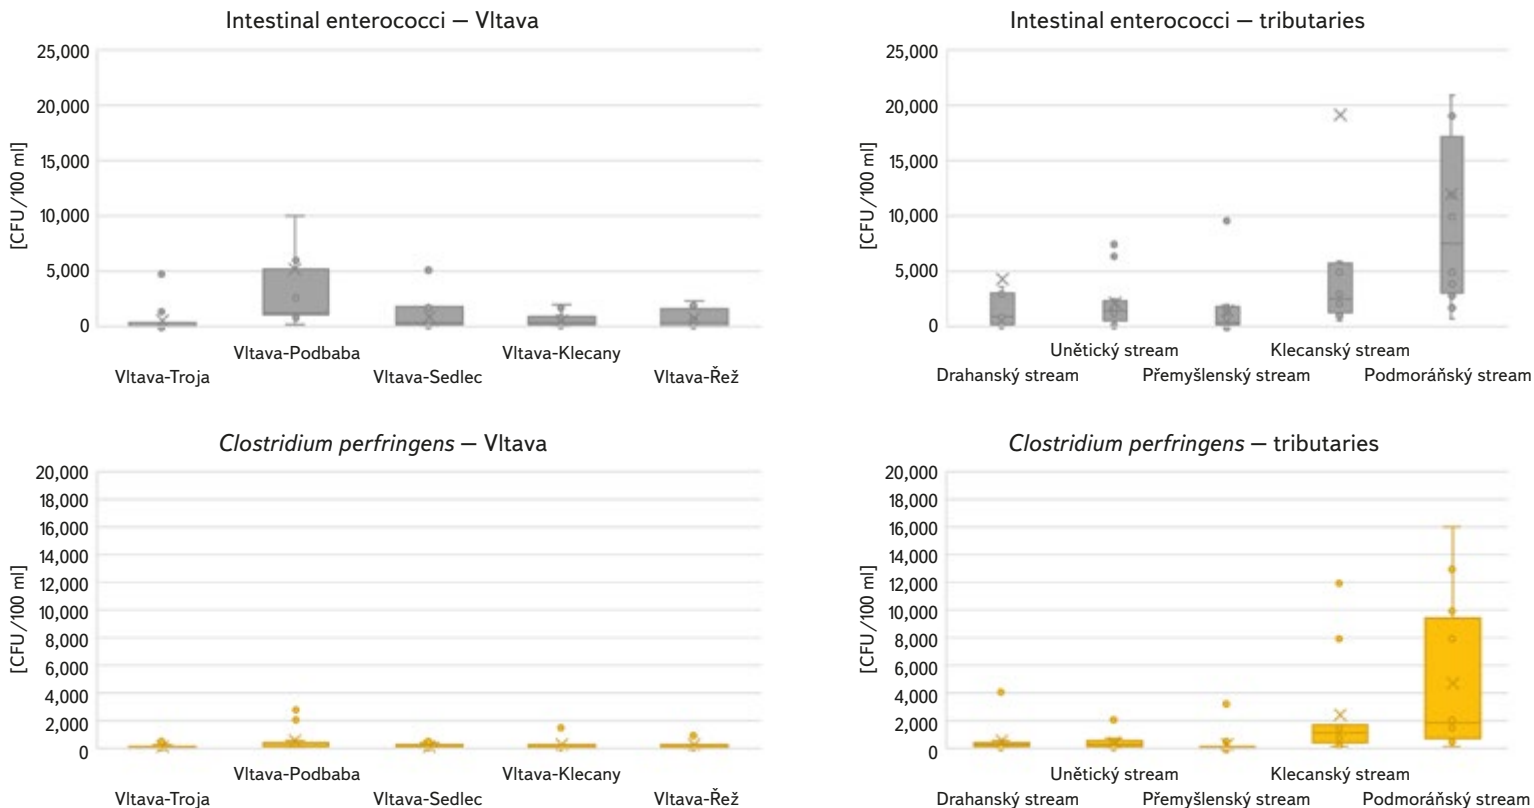 Intestinal enterococci — Vltava
25,000
20,000
15,000
10,000
5,000
0
[CFU/100 ml]
Vltava-Podbaba
Vltava-Klecany
Vltava-Troja
Vltava-Sedlec
Vltava-Řež
Intestinal enterococci — tributaries
25,000
20,000
15,000
10,000
5,000
0
[CFU/100 ml]
Unětický stream
Klecanský stream
Drahanský stream
Přemyšlenský stream
Podmoráňský stream
Clostridium perfringens — Vltava
20,000
18,000
16,000
14,000
12,000
10,000
8,000
6,000
4,000
2,000
0
[CFU/100 ml]
Vltava-Podbaba
Vltava-Klecany
Vltava-Troja
Vltava-Sedlec
Vltava-Řež
Clostridium perfringens — tributaries
20,000
18,000
16,000
14,000
12,000
10,000
8,000
6,000
4,000
2,000
0
[CFU/100 ml]
Unětický stream
Klecanský stream
Drahanský stream
Přemyšlenský stream
Podmoráňský stream